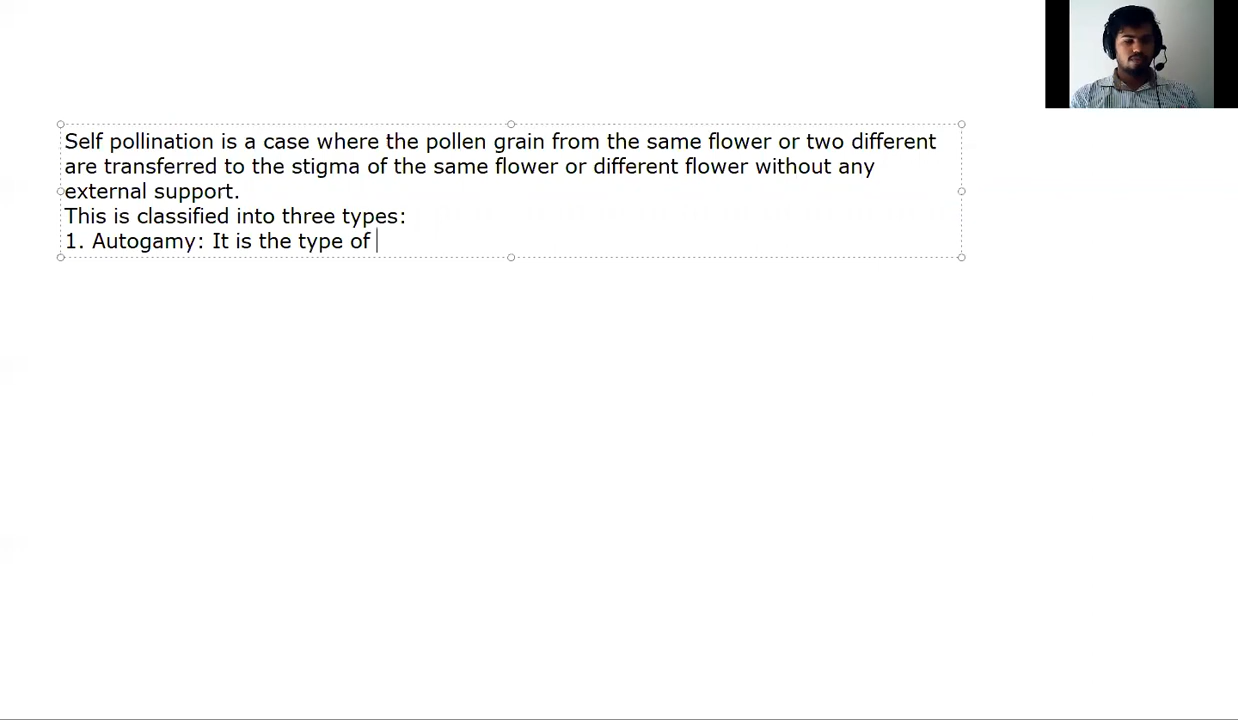 Self pollination is a case where the pollen grain from the same flower or two different
are transferred to the stigma of the same flower or different flower without any
external support.
This is classified into three types:
1. Autogamy: It is the type of